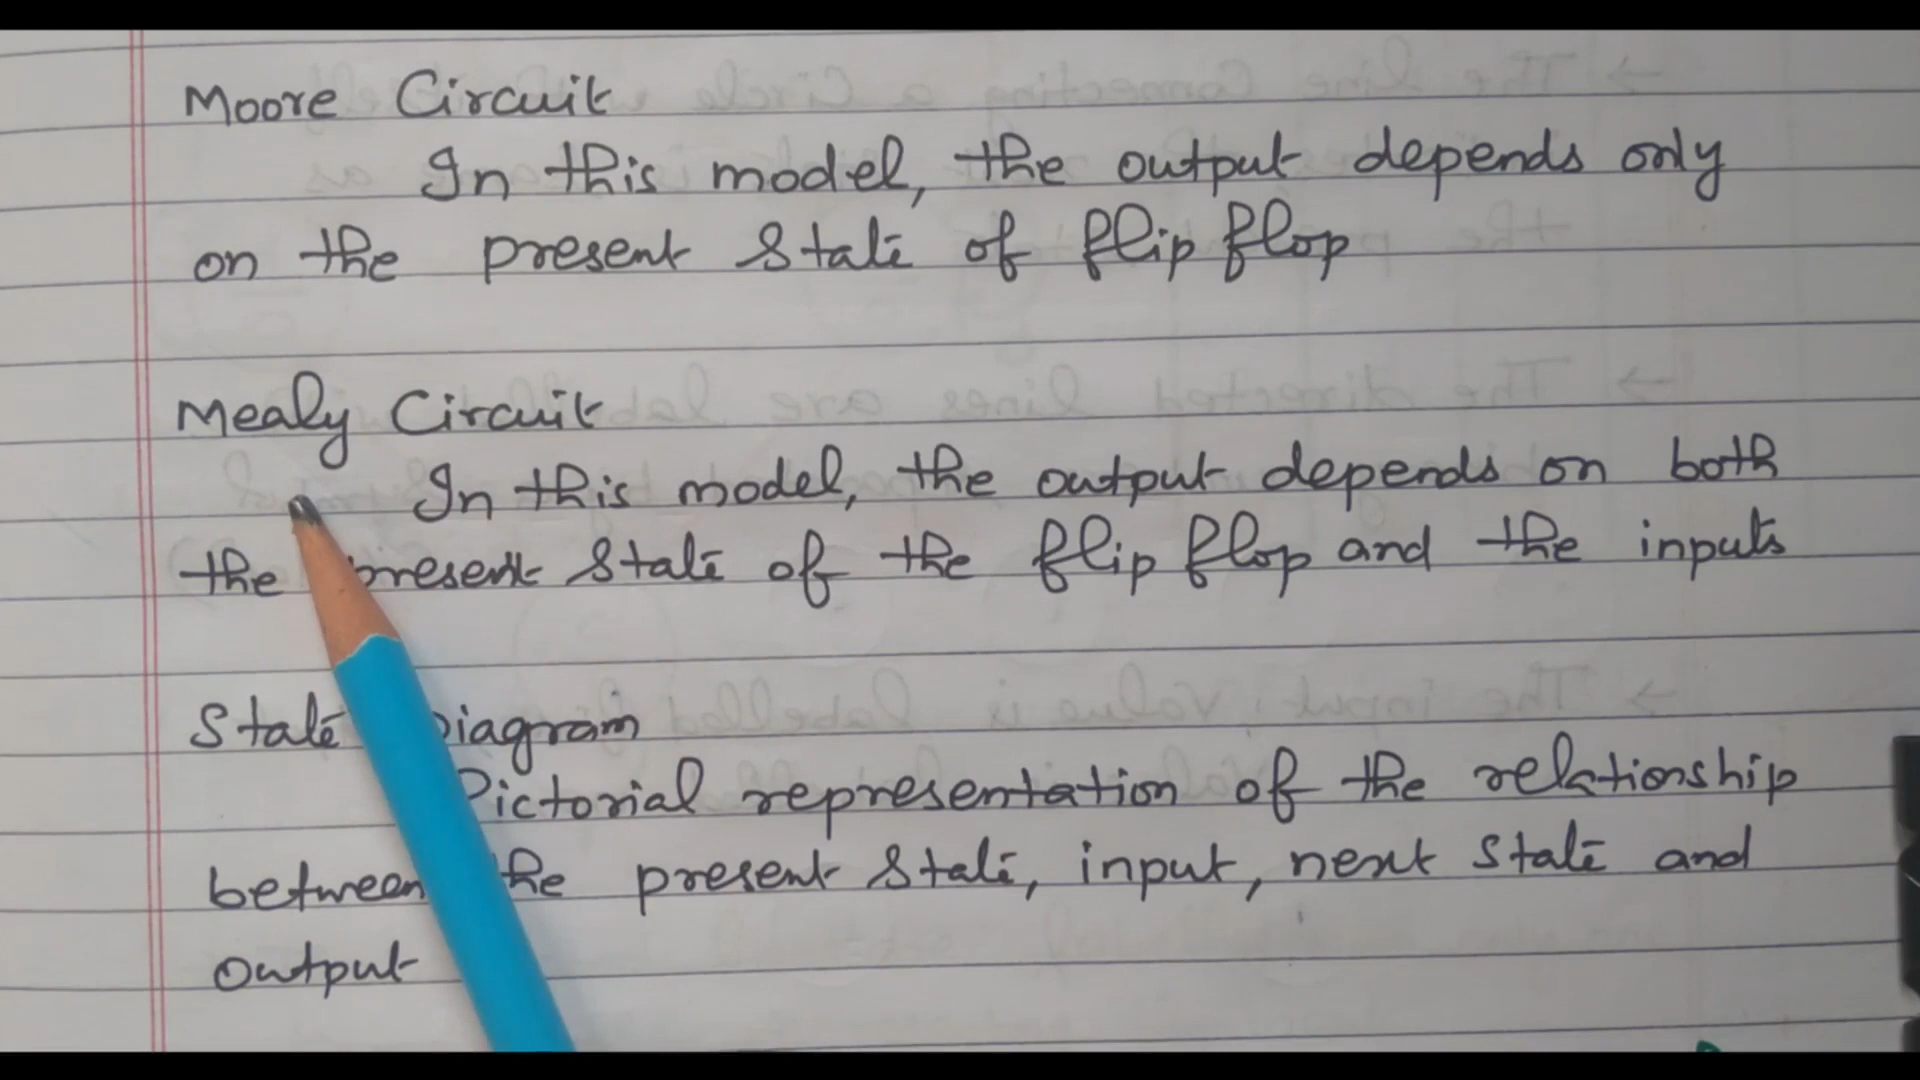 Moore Circuit
In this model, the output depends only
on the present state of flip flop
Mealy Circuit
In this model, the output depends on both
the present state of the flip flop and the inputs
State Diagram
Pictorial representation of the relationship
between the present state, input, next state and
output